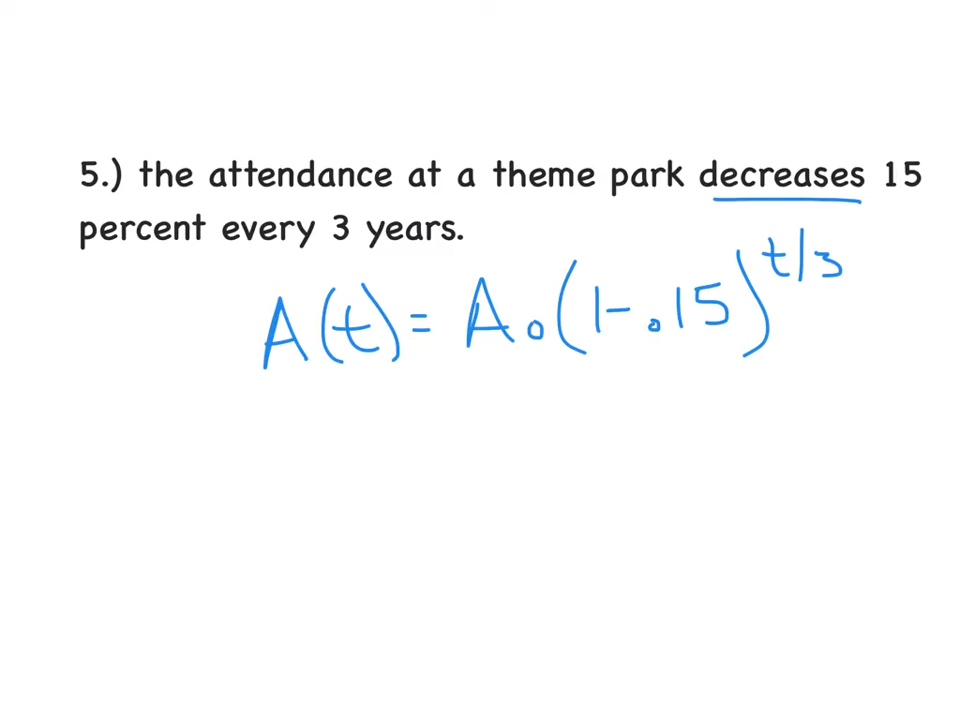 5.) the attendance at a theme park decreases 15
percent every 3 years.
A(t) = A₀(1-.15)^{t/3}